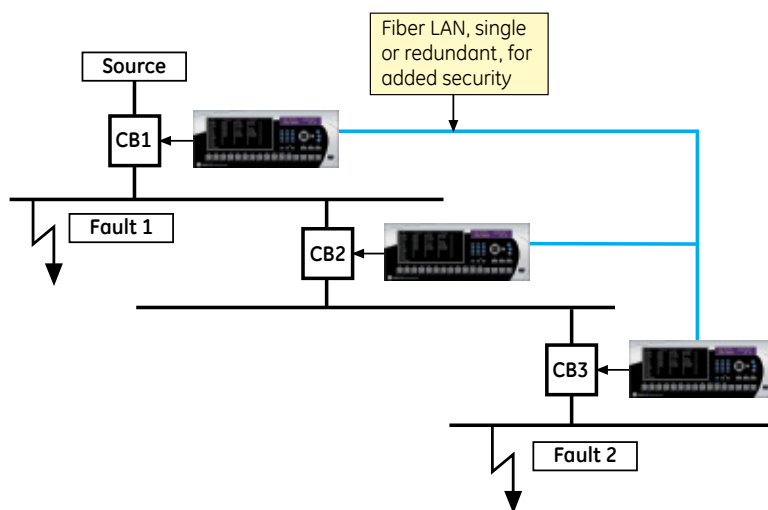 Fiber LAN, single
or redundant, for
added security
Source
CB1
Fault 1
CB2
CB3
Fault 2